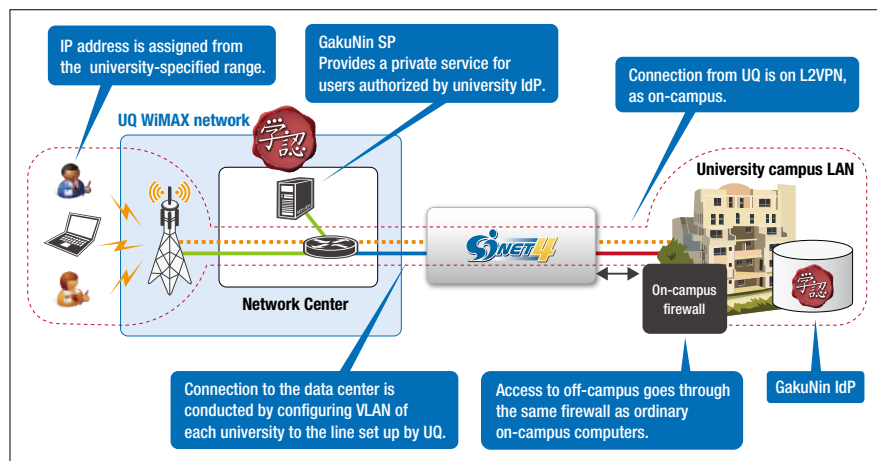 IP address is assigned from
the university-specified range.
GakuNin SP
Provides a private service for
users authorized by university IdP.
Connection from UQ is on L2VPN,
as on-campus.
UQ WiMAX network
学認
University campus LAN
SINET4
Network Center
On-campus
firewall
学認
Connection to the data center is
conducted by configuring VLAN of
each university to the line set up by UQ.
Access to off-campus goes through
the same firewall as ordinary
on-campus computers.
GakuNin IdP